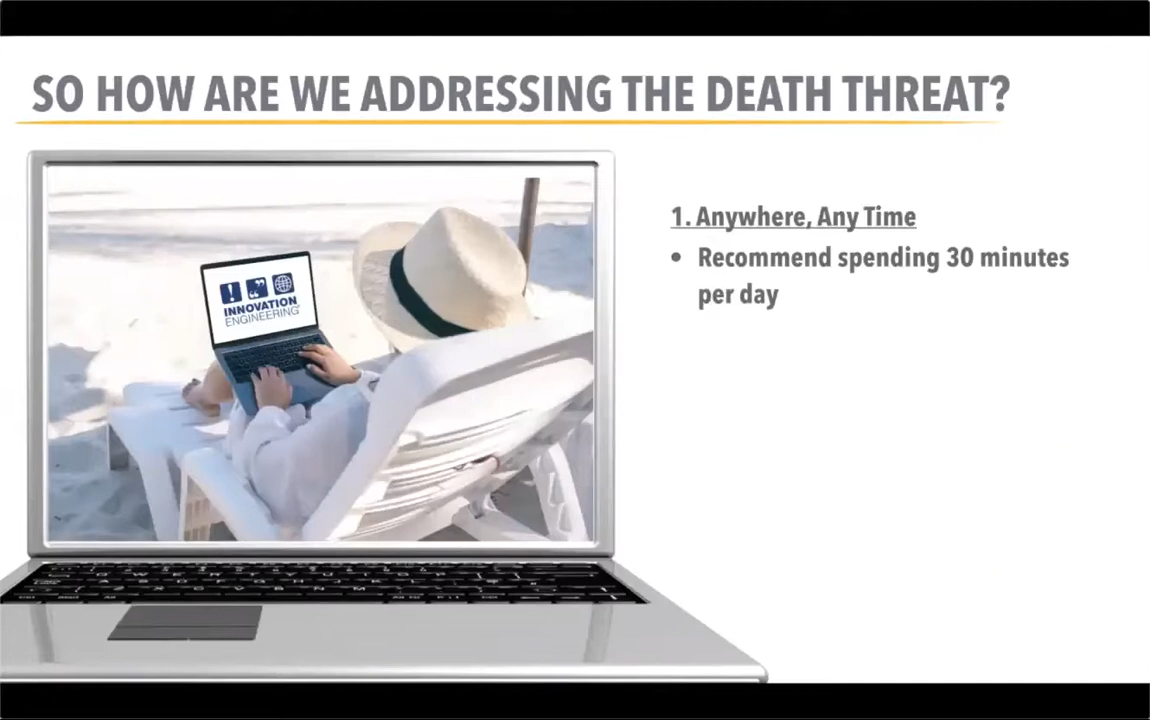 SO HOW ARE WE ADDRESSING THE DEATH THREAT?
1. Anywhere, Any Time
• Recommend spending 30 minutes
per day
INNOVATION
ENGINEERING